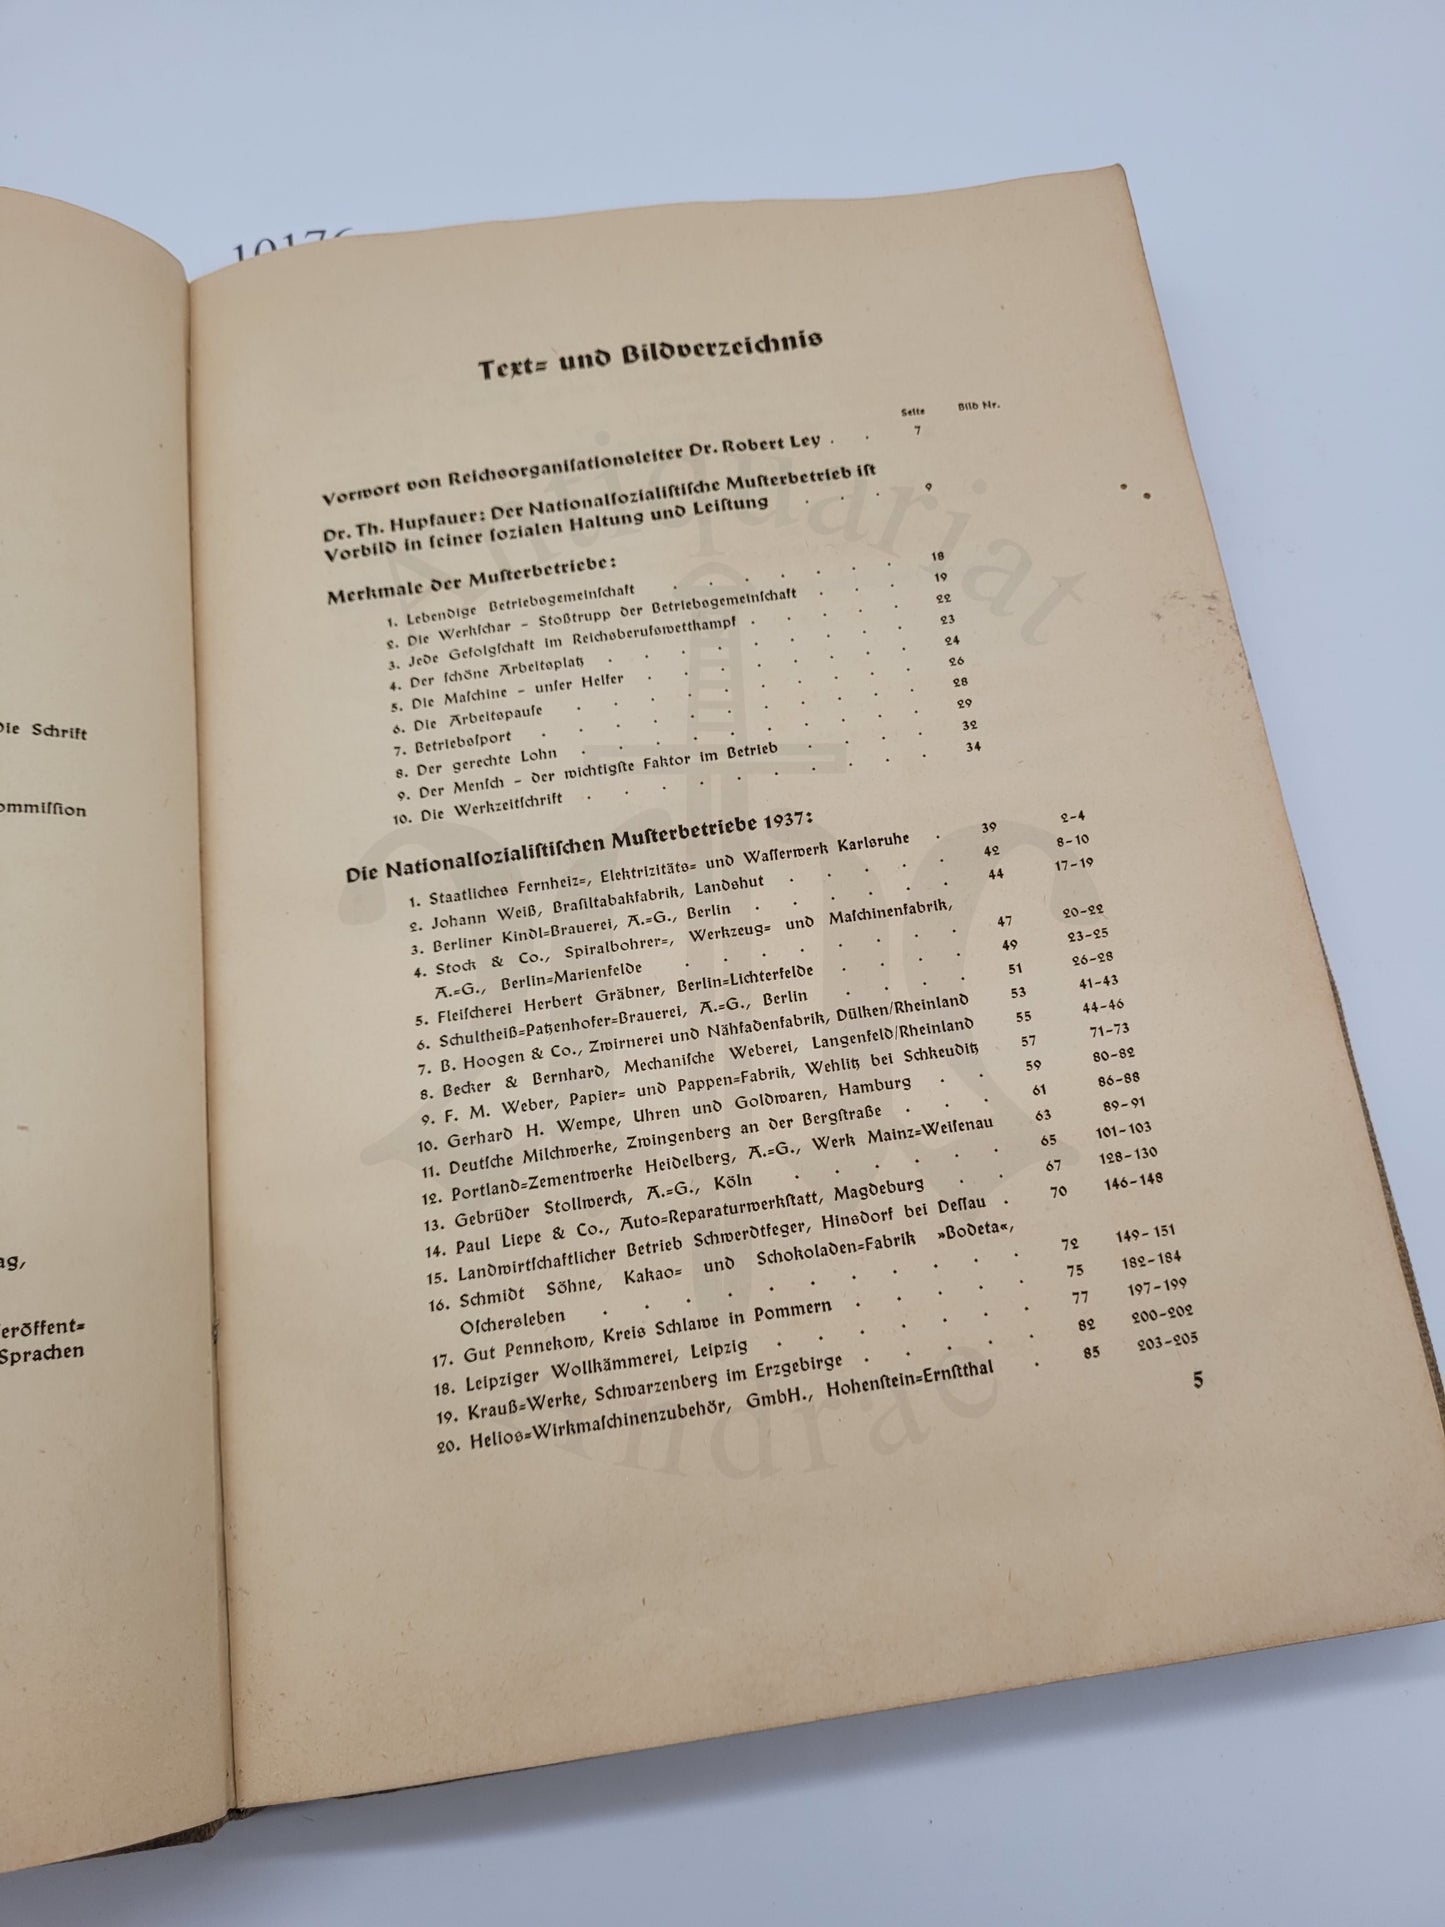 10176
Die Schrift
ommiſſion
ag,
eröffent=
Sprachen
Text= und Bildverzeichnis
Seite Bild Nr.
Vorwort von Reichsorganiſationsleiter Dr. Robert Ley . . 7
Dr. Th. Hupfauer: Der Nationalſozialiſtiſche Muſterbetrieb iſt
Vorbild in ſeiner ſozialen Haltung und Leiſtung . . . 9
Merkmale der Muſterbetriebe:
1. Lebendige Betriebsgemeinſchaft . . . . . . . 18
2. Die Werkſchar – Stoßtrupp der Betriebsgemeinſchaft . . . 19
3. Jede Gefolgſchaft im Reichsberufswettkampf . . . . . 22
4. Der ſchöne Arbeitsplatz . . . . . . . . . 23
5. Die Maſchine – unſer Helfer . . . . . . . . 24
6. Die Arbeitspauſe . . . . . . . . . . 26
7. Betriebsſport . . . . . . . . . . . 28
8. Der gerechte Lohn . . . . . . . . . . 29
9. Der Menſch – der wichtigſte Faktor im Betrieb . . . . 32
10. Die Werkzeitſchrift . . . . . . . . . . 34
Die Nationalſozialiſtiſchen Muſterbetriebe 1937:
1. Staatliches Fernheiz=, Elektrizitäts= und Waſſerwerk Karlsruhe . 39 2–4
2. Johann Weiß, Braſiltabakfabrik, Landshut . . . . . 42 8–10
3. Berliner Kindl=Brauerei, A.=G., Berlin . . . . . . 44 17–19
4. Stock & Co., Spiralbohrer=, Werkzeug= und Maſchinenfabrik,
A.=G., Berlin=Marienfelde . . . . . . . . 47 20–22
5. Fleiſcherei Herbert Gräbner, Berlin=Lichterfelde . . . . 49 23–25
6. Schultheiß=Patzenhofer=Brauerei, A.=G., Berlin . . . . 51 26–28
7. B. Hoogen & Co., Zwirnerei und Nähfadenfabrik, Dülken/Rheinland 53 41–43
8. Becker & Bernhard, Mechaniſche Weberei, Langenfeld/Rheinland 55 44–46
9. F. M. Weber, Papier= und Pappen=Fabrik, Wehlitz bei Schkeuditz 57 71–73
10. Gerhard H. Wempe, Uhren und Goldwaren, Hamburg . . 59 80–82
11. Deutſche Milchwerke, Zwingenberg an der Bergſtraße . . . 61 86–88
12. Portland=Zementwerke Heidelberg, A.=G., Werk Mainz=Weiſenau 63 89–91
13. Gebrüder Stollwerck, A.=G., Köln . . . . . . 65 101–103
14. Paul Liepe & Co., Auto=Reparaturwerkſtatt, Magdeburg . . 67 128–130
15. Landwirtſchaftlicher Betrieb Schwerdtfeger, Hinsdorf bei Deſſau . 70 146–148
16. Schmidt Söhne, Kakao= und Schokoladen=Fabrik »Bodeta«,
Oſchersleben . . . . . . . . . . . 72 149–151
17. Gut Pennekow, Kreis Schlawe in Pommern . . . . . 75 182–184
18. Leipziger Wollkämmerei, Leipzig . . . . . . . 77 197–199
19. Krauß=Werke, Schwarzenberg im Erzgebirge . . . . . 82 200–202
20. Helios=Wirkmaſchinenzubehör, GmbH., Hohenſtein=Ernſtthal . 85 203–205
5
Antiquariat
Andrae